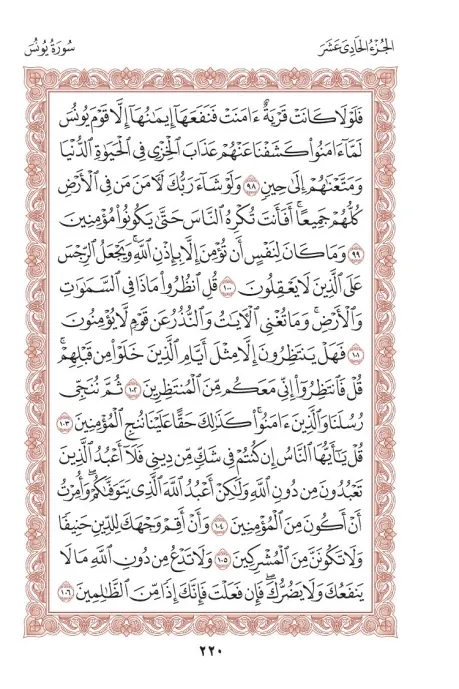 الجُزْءُ الحَادِي عَشَرَ
سُورَةُ يُونُسَ
فَلَوْلَا كَانَتْ قَرْيَةٌ ءَامَنَتْ فَنَفَعَهَآ إِيمَٰنُهَآ إِلَّا قَوْمَ يُونُسَ
لَمَّآ ءَامَنُواْ كَشَفْنَا عَنْهُمْ عَذَابَ ٱلْخِزْيِ فِي ٱلْحَيَوٰةِ ٱلدُّنْيَا
وَمَتَّعْنَٰهُمْ إِلَىٰ حِينٍ ٩٨ وَلَوْ شَآءَ رَبُّكَ لَأٓمَنَ مَن فِي ٱلْأَرْضِ
كُلُّهُمْ جَمِيعًا ۚ أَفَأَنتَ تُكْرِهُ ٱلنَّاسَ حَتَّىٰ يَكُونُواْ مُؤْمِنِينَ
٩٩ وَمَا كَانَ لِنَفْسٍ أَن تُؤْمِنَ إِلَّا بِإِذْنِ ٱللَّهِ ۚ وَيَجْعَلُ ٱلرِّجْسَ
عَلَى ٱلَّذِينَ لَا يَعْقِلُونَ ١٠٠ قُلِ ٱنظُرُواْ مَاذَا فِي ٱلسَّمَٰوَٰتِ
وَٱلْأَرْضِ ۚ وَمَا تُغْنِي ٱلْأٓيَٰتُ وَٱلنُّذُرُ عَن قَوْمٍ لَّا يُؤْمِنُونَ
١٠١ فَهَلْ يَنتَظِرُونَ إِلَّا مِثْلَ أَيَّامِ ٱلَّذِينَ خَلَوْاْ مِن قَبْلِهِمْ ۚ
قُلْ فَٱنتَظِرُوٓاْ إِنِّي مَعَكُم مِّنَ ٱلْمُنتَظِرِينَ ١٠٢ ثُمَّ نُنَجِّي
رُسُلَنَا وَٱلَّذِينَ ءَامَنُواْ ۚ كَذَٰلِكَ حَقًّا عَلَيْنَا نُنجِ ٱلْمُؤْمِنِينَ ١٠٣
قُلْ يَٰٓأَيُّهَا ٱلنَّاسُ إِن كُنتُمْ فِي شَكٍّ مِّن دِينِي فَلَآ أَعْبُدُ ٱلَّذِينَ
تَعْبُدُونَ مِن دُونِ ٱللَّهِ وَلَٰكِنْ أَعْبُدُ ٱللَّهَ ٱلَّذِي يَتَوَفَّىٰكُمْ ۖ وَأُمِرْتُ
أَنْ أَكُونَ مِنَ ٱلْمُؤْمِنِينَ ١٠٤ وَأَنْ أَقِمْ وَجْهَكَ لِلدِّينِ حَنِيفًا
وَلَا تَكُونَنَّ مِنَ ٱلْمُشْرِكِينَ ١٠٥ وَلَا تَدْعُ مِن دُونِ ٱللَّهِ مَا لَا
يَنفَعُكَ وَلَا يَضُرُّكَ ۖ فَإِن فَعَلْتَ فَإِنَّكَ إِذًا مِّنَ ٱلظَّٰلِمِينَ ١٠٦
٢٢٠